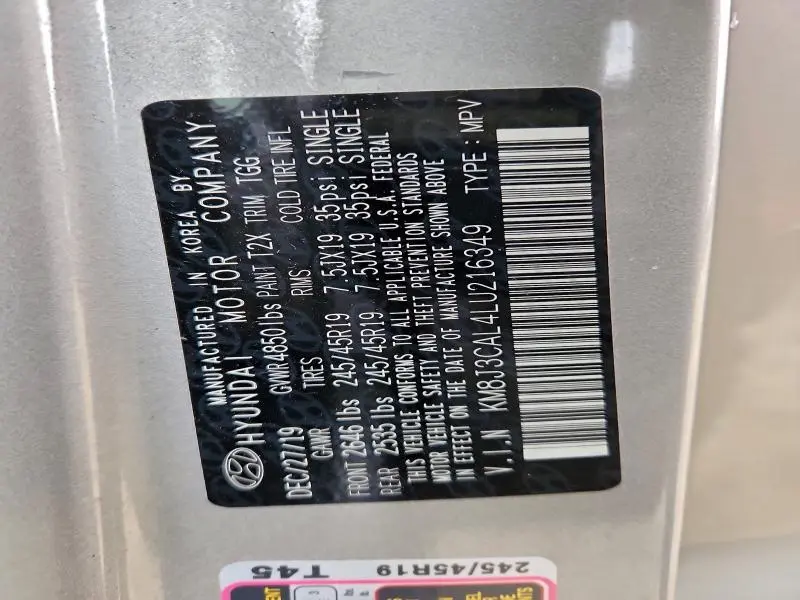 MANUFACTURED IN KOREA BY
HYUNDAI MOTOR COMPANY
DEC/27/19 GVWR 4850 lbs PAINT T2X TRIM TGG
GAWR TIRES RIMS COLD TIRE INFL
FRONT 2646 lbs 245/45R19 7.5JX19 35psi SINGLE
REAR 2535 lbs 245/45R19 7.5JX19 35psi SINGLE
THIS VEHICLE CONFORMS TO ALL APPLICABLE U.S.A. FEDERAL
MOTOR VEHICLE SAFETY AND THEFT PREVENTION STANDARDS
IN EFFECT ON THE DATE OF MANUFACTURE SHOWN ABOVE
V.I.N KM8J3CAL4LU216349 TYPE : MPV
T45
245/45R19